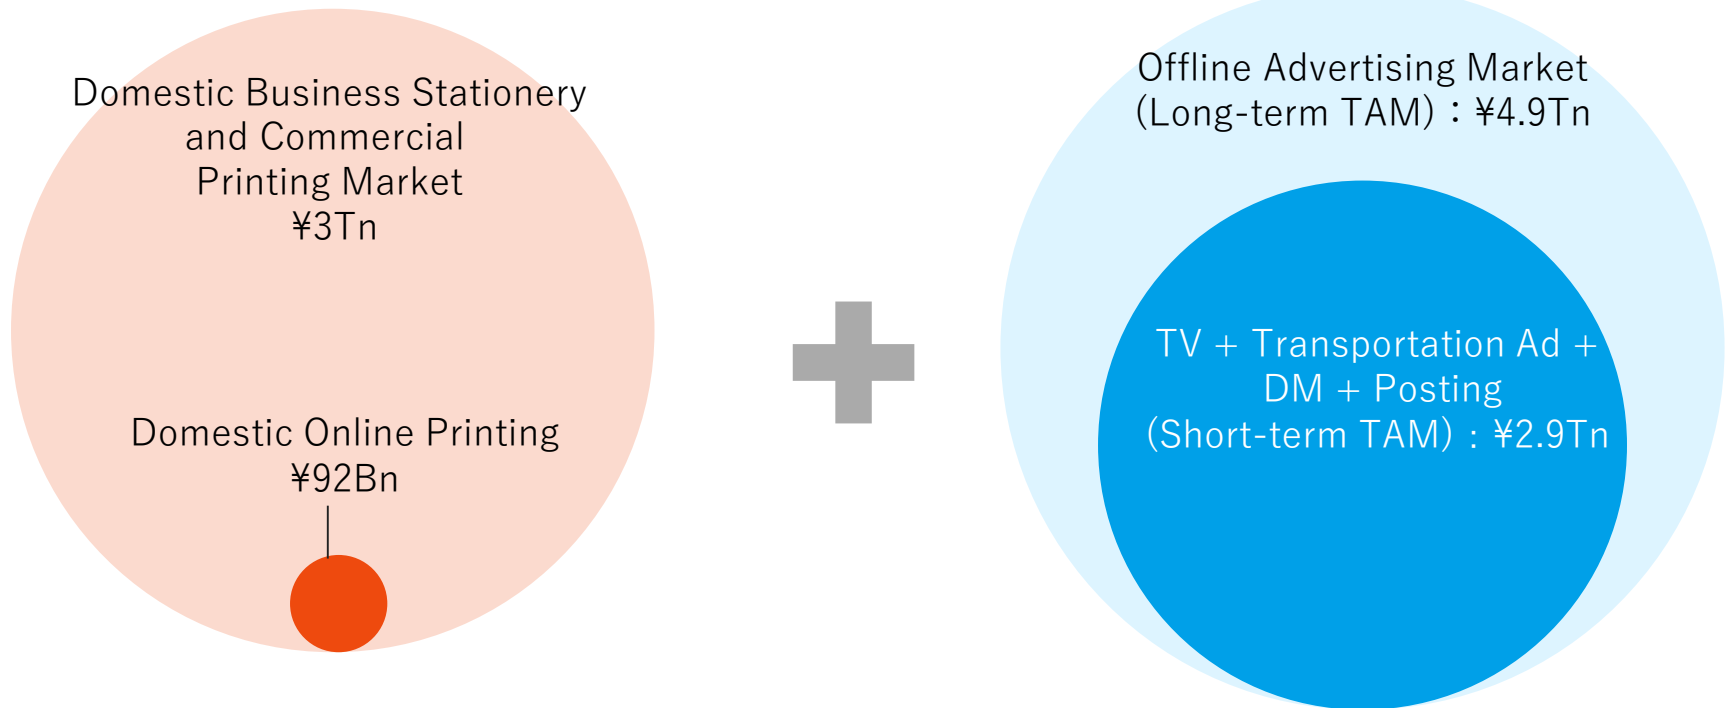 Domestic Business Stationery
and Commercial
Printing Market
¥3Tn
Domestic Online Printing
¥92Bn
Offline Advertising Market
(Long-term TAM)：¥4.9Tn
TV + Transportation Ad +
DM + Posting
(Short-term TAM) : ¥2.9Tn